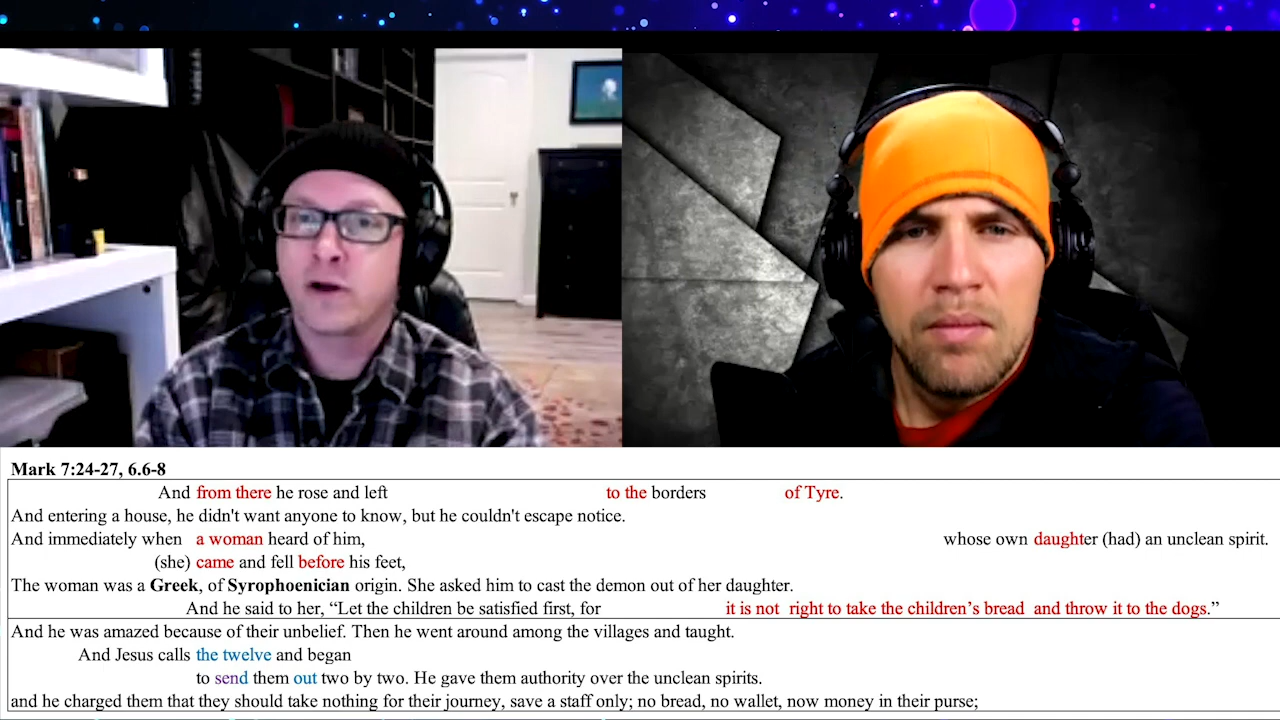 Mark 7:24-27, 6.6-8
And from there he rose and left to the borders of Tyre.
And entering a house, he didn't want anyone to know, but he couldn't escape notice.
And immediately when a woman heard of him, whose own daughter (had) an unclean spirit.
(she) came and fell before his feet,
The woman was a Greek, of Syrophoenician origin. She asked him to cast the demon out of her daughter.
And he said to her, “Let the children be satisfied first, for it is not right to take the children’s bread and throw it to the dogs.”
And he was amazed because of their unbelief. Then he went around among the villages and taught.
And Jesus calls the twelve and began
to send them out two by two. He gave them authority over the unclean spirits.
and he charged them that they should take nothing for their journey, save a staff only; no bread, no wallet, now money in their purse;